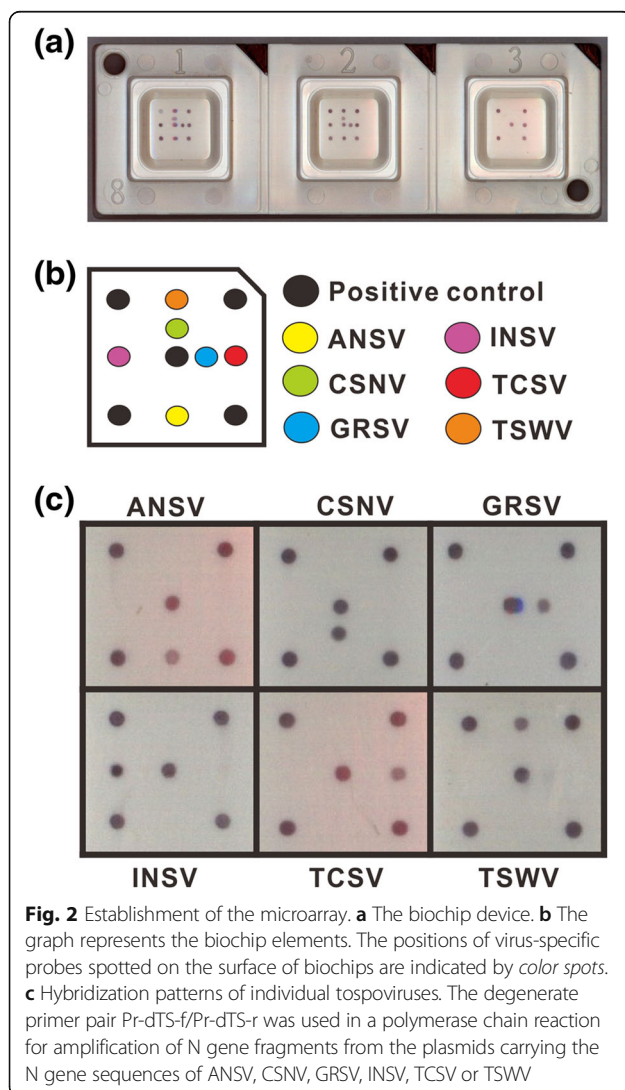 (a)
1 2 3
8
(b)
Positive control
ANSV INSV
CSNV TCSV
GRSV TSWV
(c)
ANSV CSNV GRSV
INSV TCSV TSWV
Fig. 2 Establishment of the microarray. a The biochip device. b The
graph represents the biochip elements. The positions of virus-specific
probes spotted on the surface of biochips are indicated by color spots.
c Hybridization patterns of individual tospoviruses. The degenerate
primer pair Pr-dTS-f/Pr-dTS-r was used in a polymerase chain reaction
for amplification of N gene fragments from the plasmids carrying the
N gene sequences of ANSV, CSNV, GRSV, INSV, TCSV or TSWV